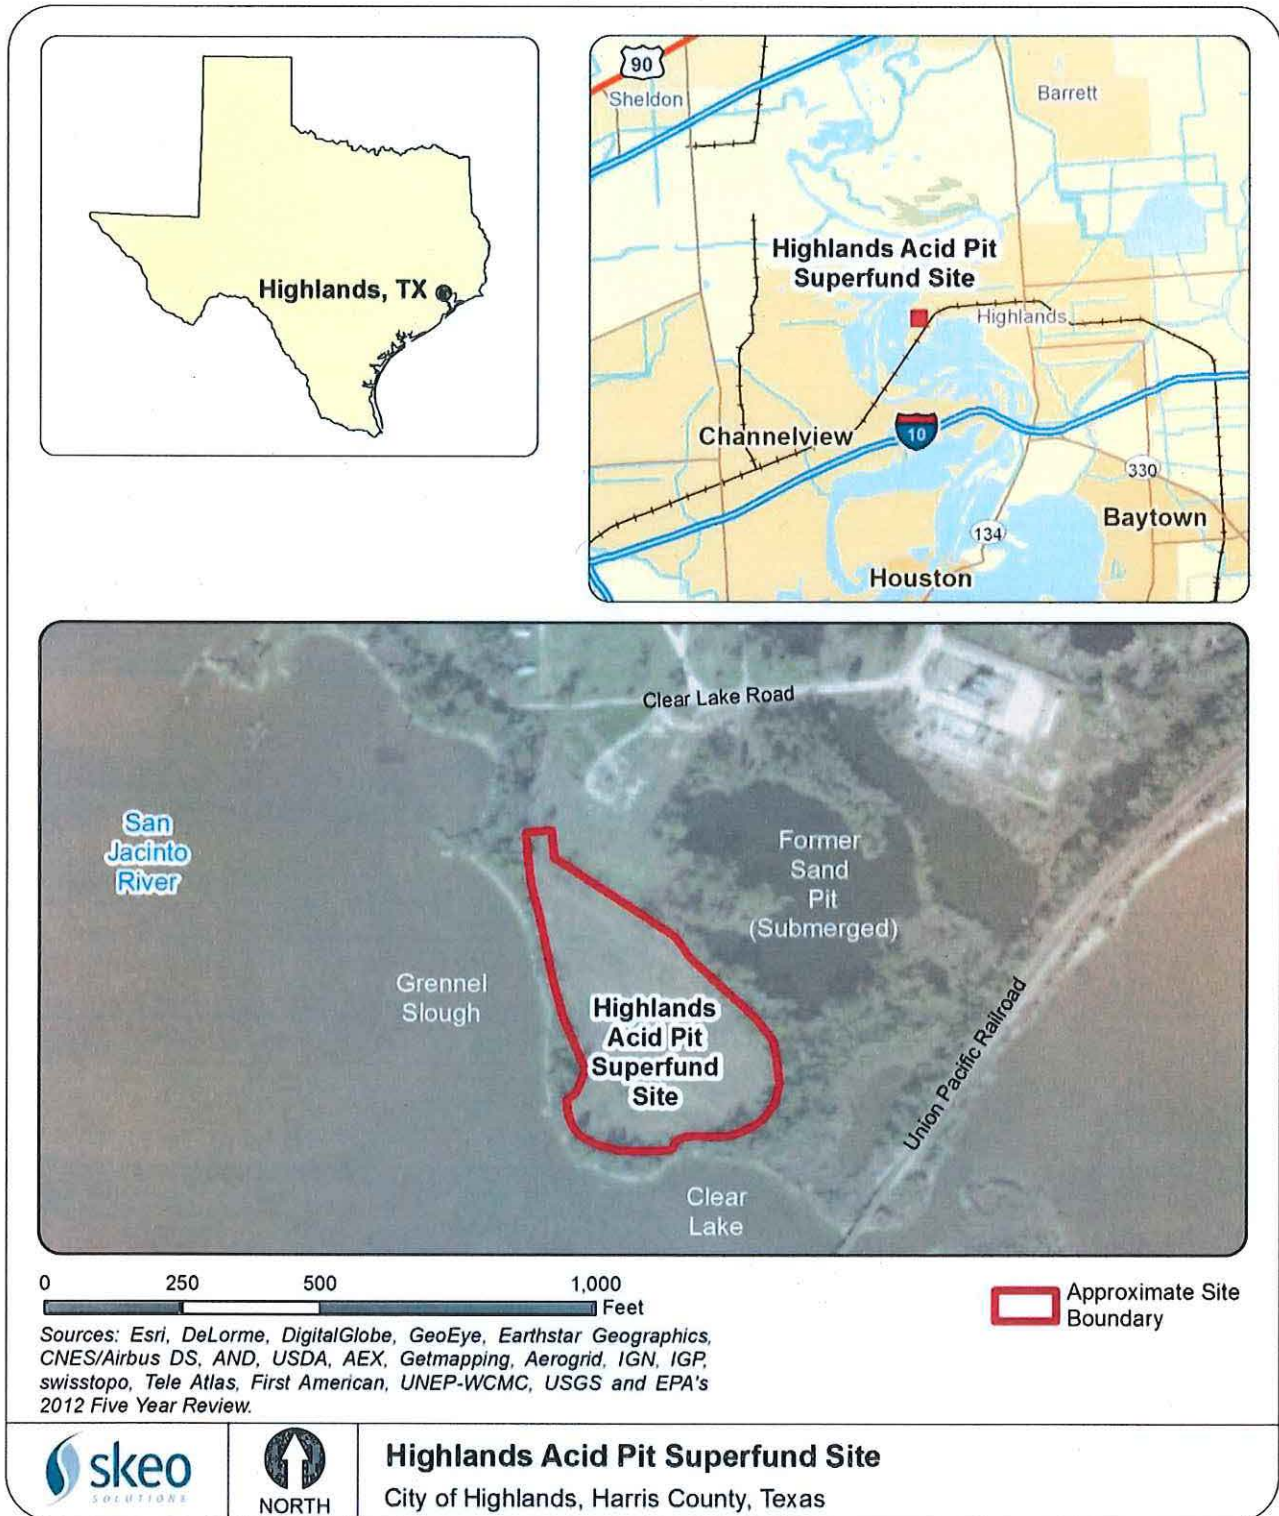 Highlands, TX
90
Sheldon
Barrett
Highlands Acid Pit
Superfund Site
Highlands
Channelview
10
330
Baytown
134
Houston
Clear Lake Road
San
Jacinto
River
Former
Sand
Pit
(Submerged)
Grennel
Slough
Highlands
Acid Pit
Superfund
Site
Union Pacific Railroad
Clear
Lake
0 250 500 1,000
Feet
Approximate Site
Boundary
Sources: Esri, DeLorme, DigitalGlobe, GeoEye, Earthstar Geographics,
CNES/Airbus DS, AND, USDA, AEX, Getmapping, Aerogrid, IGN, IGP,
swisstopo, Tele Atlas, First American, UNEP-WCMC, USGS and EPA's
2012 Five Year Review.
skeo
SOLUTIONS
NORTH
Highlands Acid Pit Superfund Site
City of Highlands, Harris County, Texas